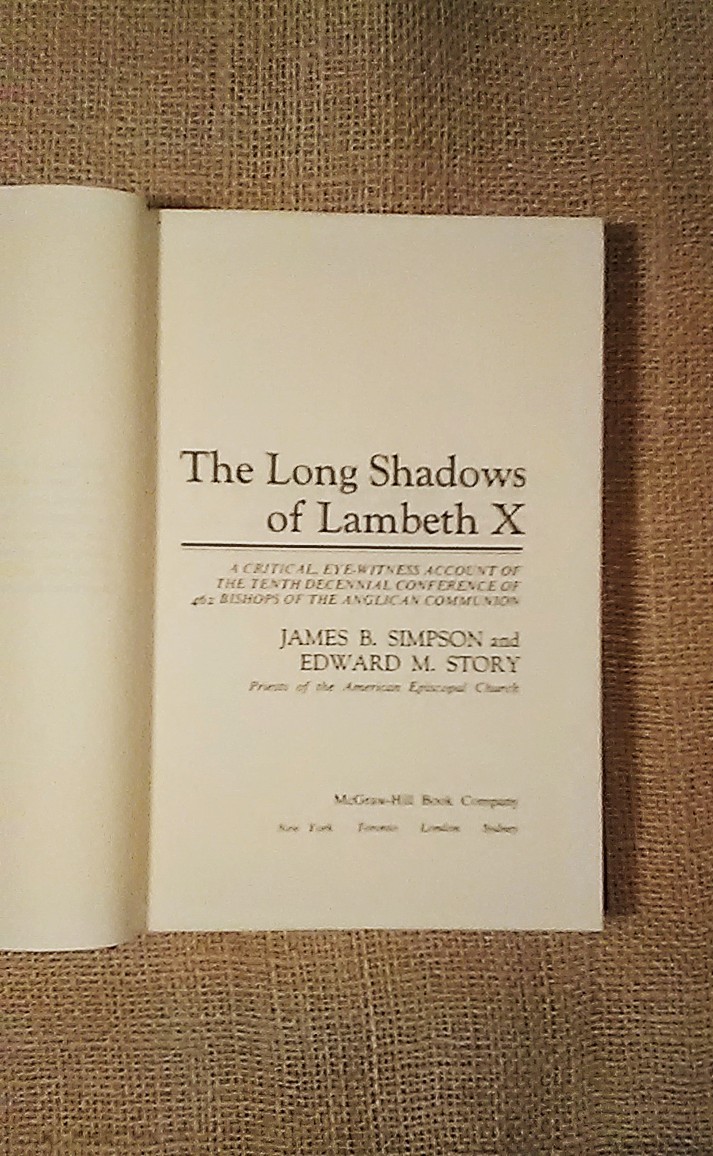 The Long Shadows
of Lambeth X
A CRITICAL, EYE-WITNESS ACCOUNT OF
THE TENTH DECENNIAL CONFERENCE OF
462 BISHOPS OF THE ANGLICAN COMMUNION
JAMES B. SIMPSON and
EDWARD M. STORY
Priests of the American Episcopal Church
McGraw-Hill Book Company
New York Toronto London Sydney